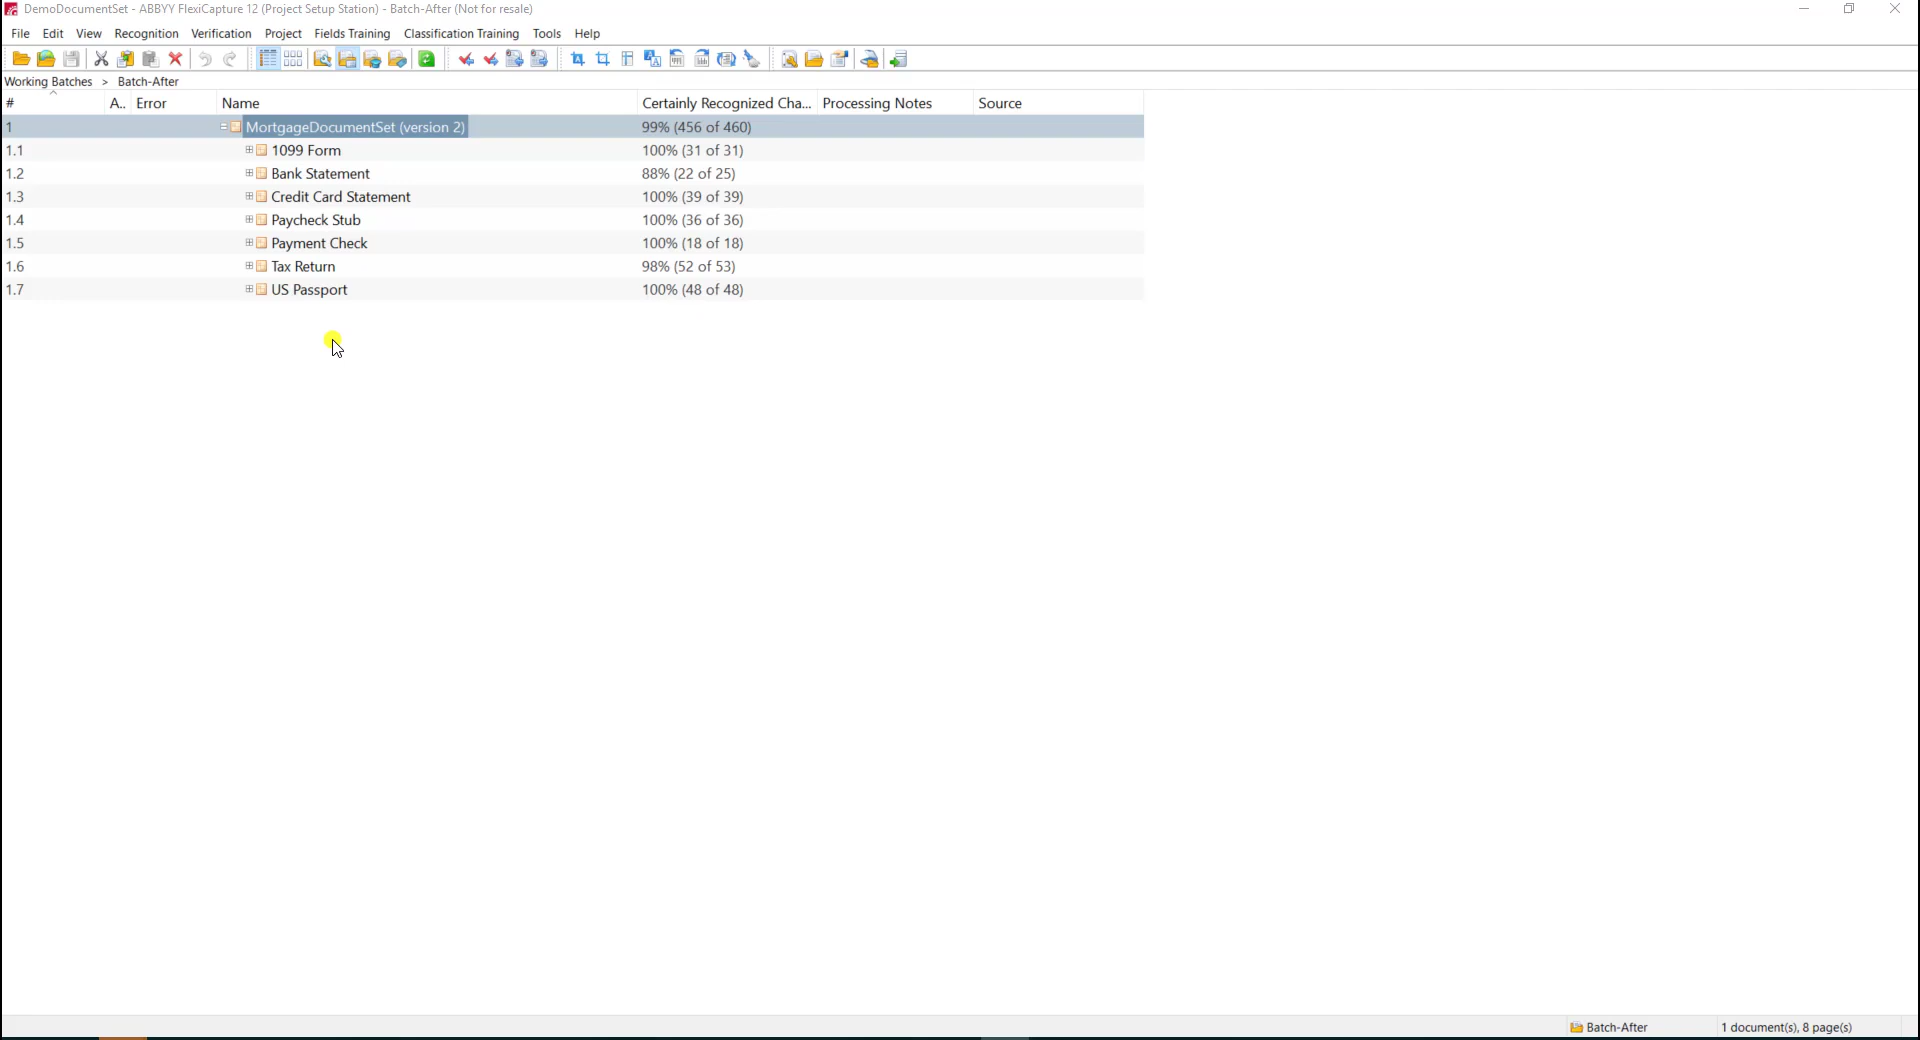 DemoDocumentSet - ABBYY FlexiCapture 12 (Project Setup Station) - Batch-After (Not for resale)
File Edit View Recognition Verification Project Fields Training Classification Training Tools Help
Working Batches > Batch-After
# A.. Error Name Certainly Recognized Cha... Processing Notes Source
1 MortgageDocumentSet (version 2) 99% (456 of 460)
1.1 1099 Form 100% (31 of 31)
1.2 Bank Statement 88% (22 of 25)
1.3 Credit Card Statement 100% (39 of 39)
1.4 Paycheck Stub 100% (36 of 36)
1.5 Payment Check 100% (18 of 18)
1.6 Tax Return 98% (52 of 53)
1.7 US Passport 100% (48 of 48)
Batch-After 1 document(s), 8 page(s)